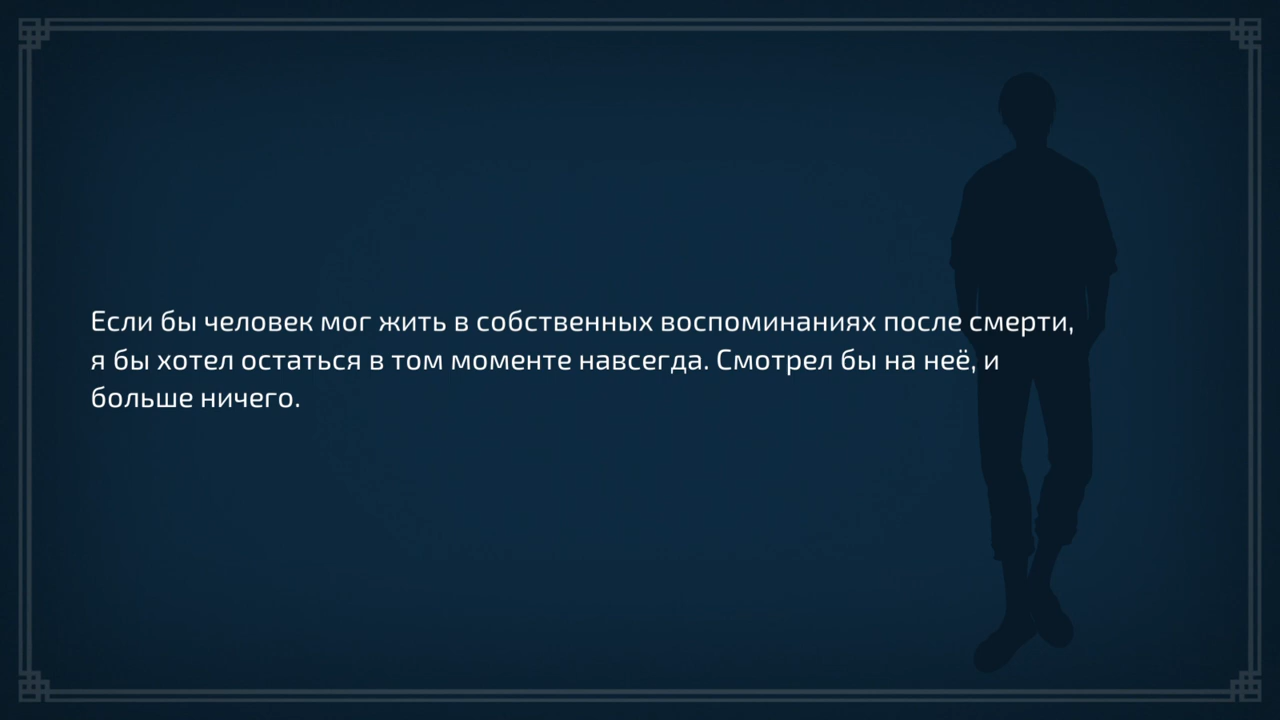 Если бы человек мог жить в собственных воспоминаниях после смерти,
я бы хотел остаться в том моменте навсегда. Смотрел бы на неё, и
больше ничего.